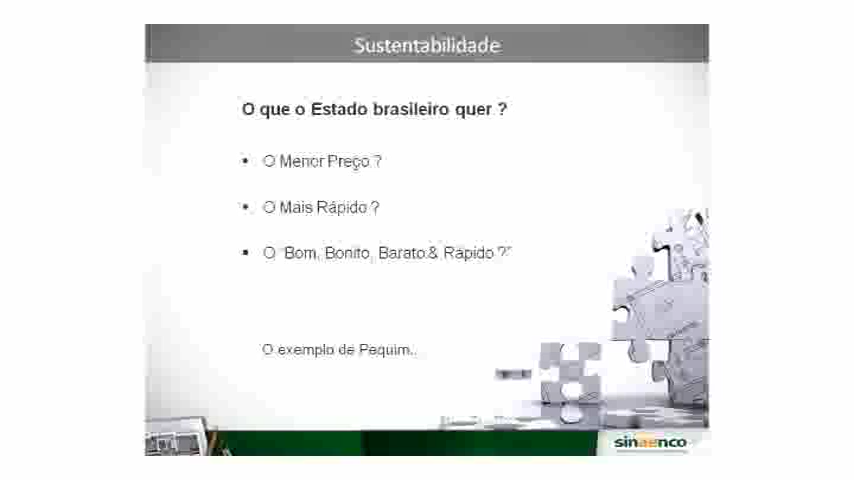 Sustentabilidade
O que o Estado brasileiro quer ?
• O Menor Preço ?
• O Mais Rápido ?
• O “Bom, Bonito, Barato & Rápido ?”
O exemplo de Pequim..
sinaenco